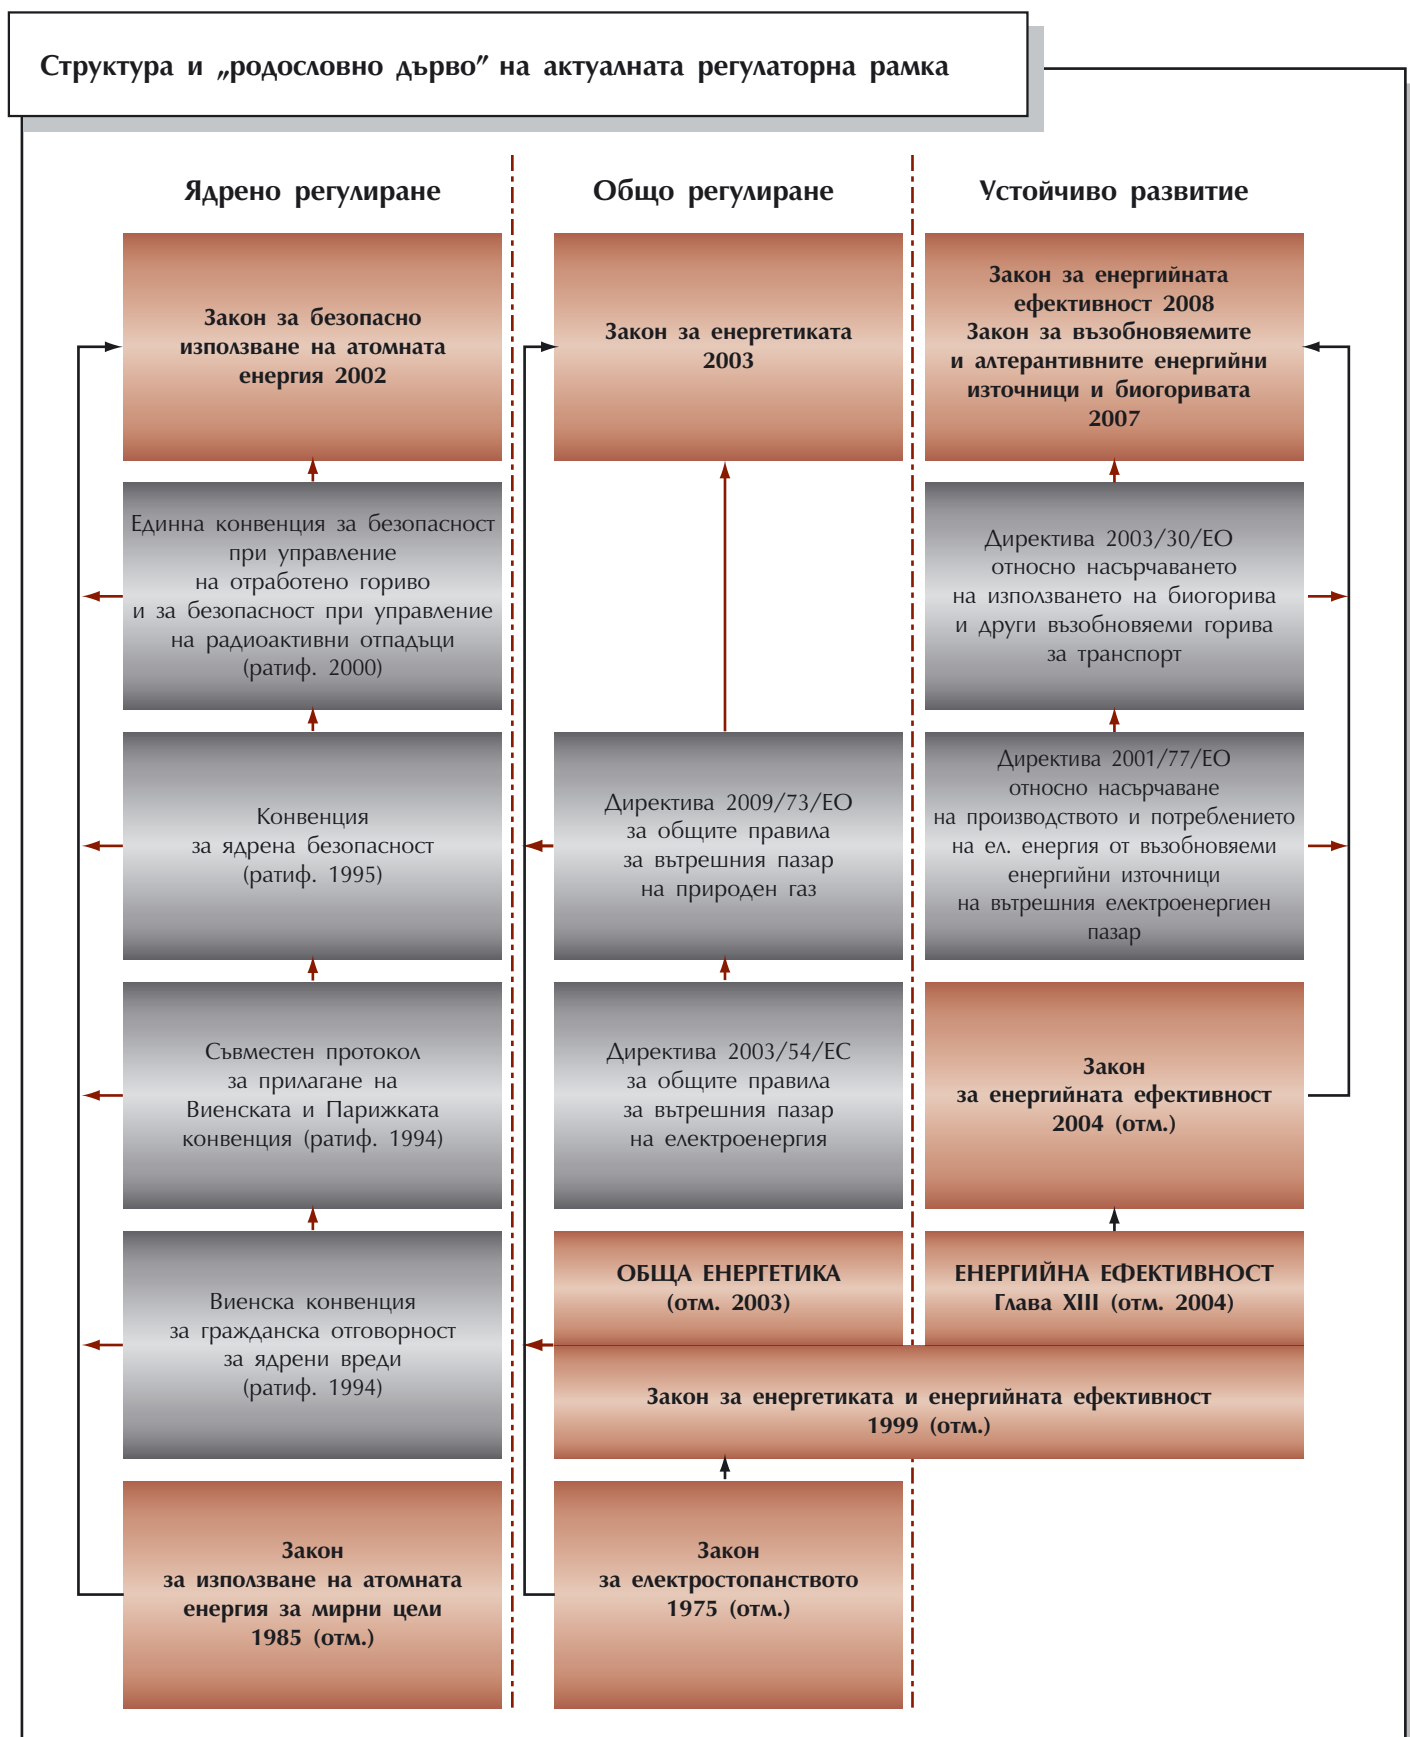 Структура и „родословно дърво” на актуалната регулаторна рамка
Ядрено регулиране
Закон за безопасно
използване на атомната
енергия 2002
Единна конвенция за безопасност
при управление
на отработено гориво
и за безопасност при управление
на радиоактивни отпадъци
(ратиф. 2000)
Конвенция
за ядрена безопасност
(ратиф. 1995)
Съвместен протокол
за прилагане на
Виенската и Парижката
конвенция (ратиф. 1994)
Виенска конвенция
за гражданска отговорност
за ядрени вреди
(ратиф. 1994)
Закон
за използване на атомната
енергия за мирни цели
1985 (отм.)
Общо регулиране
Закон за енергетиката
2003
Директива 2009/73/ЕО
за общите правила
за вътрешния пазар
на природен газ
Директива 2003/54/ЕС
за общите правила
за вътрешния пазар
на електроенергия
ОБЩА ЕНЕРГЕТИКА
(отм. 2003)
Закон за енергетиката и енергийната ефективност
1999 (отм.)
Закон
за електростопанството
1975 (отм.)
Устойчиво развитие
Закон за енергийната
ефективност 2008
Закон за възобновяемите
и алтерантивните енергийни
източници и биогоривата
2007
Директива 2003/30/ЕО
относно насърчаването
на използването на биогорива
и други възобновяеми горива
за транспорт
Директива 2001/77/ЕО
относно насърчаване
на производството и потреблението
на ел. енергия от възобновяеми
енергийни източници
на вътрешния електроенергиен
пазар
Закон
за енергийната ефективност
2004 (отм.)
ЕНЕРГИЙНА ЕФЕКТИВНОСТ
Глава XIII (отм. 2004)